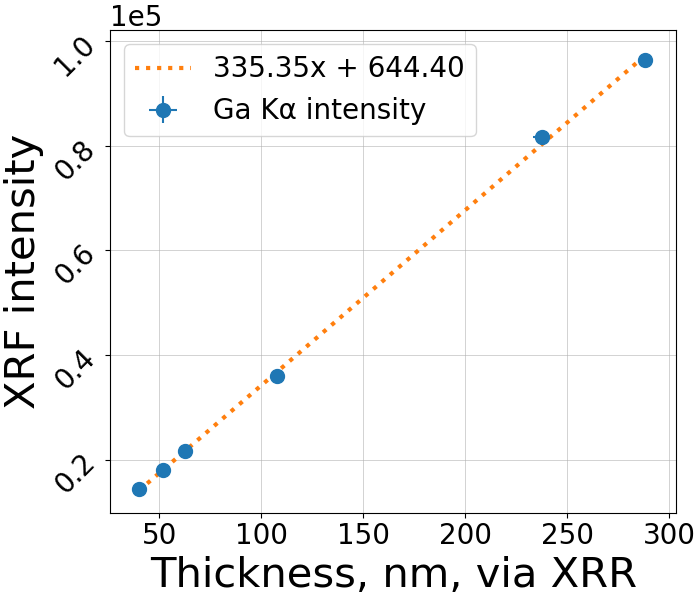 1e5
335.35x + 644.40
Ga Kα intensity
XRF intensity
1.0
0.8
0.6
0.4
0.2
50 100 150 200 250 300
Thickness, nm, via XRR